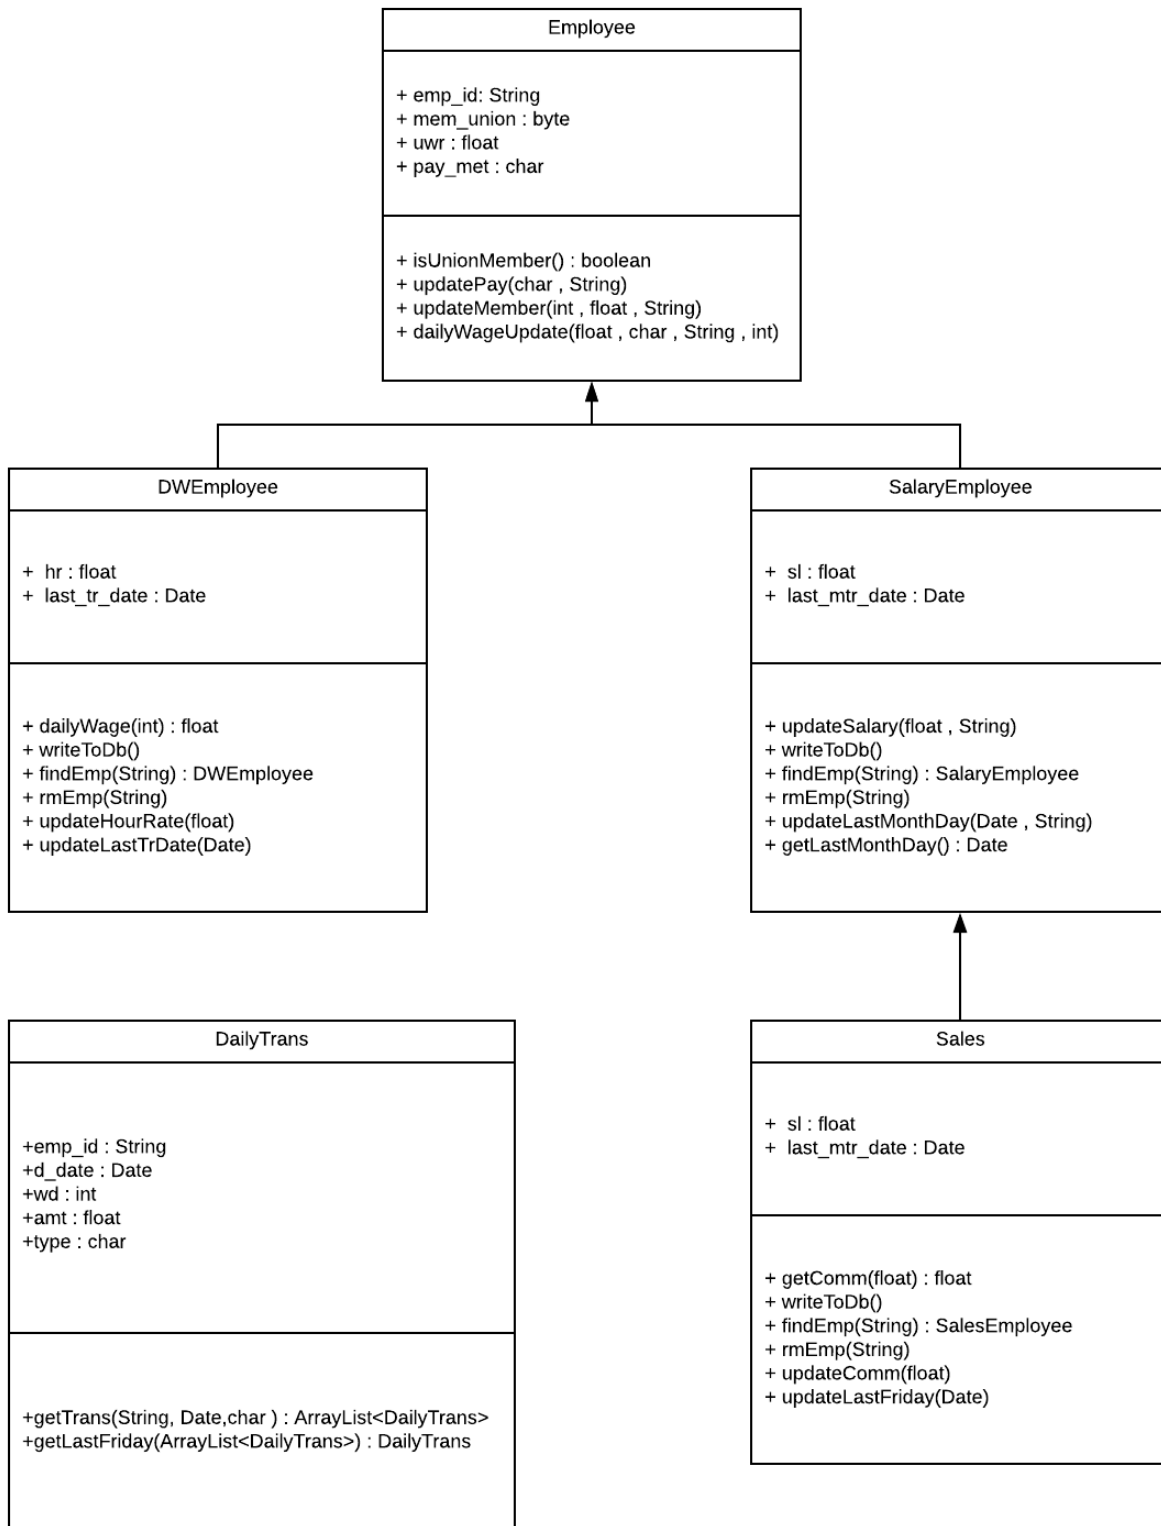 Employee
+ emp_id: String
+ mem_union : byte
+ uwr : float
+ pay_met : char
+ isUnionMember() : boolean
+ updatePay(char , String)
+ updateMember(int , float , String)
+ dailyWageUpdate(float , char , String , int)
DWEmployee
+ hr : float
+ last_tr_date : Date
+ dailyWage(int) : float
+ writeToDb()
+ findEmp(String) : DWEmployee
+ rmEmp(String)
+ updateHourRate(float)
+ updateLastTrDate(Date)
SalaryEmployee
+ sl : float
+ last_mtr_date : Date
+ updateSalary(float , String)
+ writeToDb()
+ findEmp(String) : SalaryEmployee
+ rmEmp(String)
+ updateLastMonthDay(Date , String)
+ getLastMonthDay() : Date
DailyTrans
+emp_id : String
+d_date : Date
+wd : int
+amt : float
+type : char
+getTrans(String, Date,char ) : ArrayList<DailyTrans>
+getLastFriday(ArrayList<DailyTrans>) : DailyTrans
Sales
+ sl : float
+ last_mtr_date : Date
+ getComm(float) : float
+ writeToDb()
+ findEmp(String) : SalesEmployee
+ rmEmp(String)
+ updateComm(float)
+ updateLastFriday(Date)